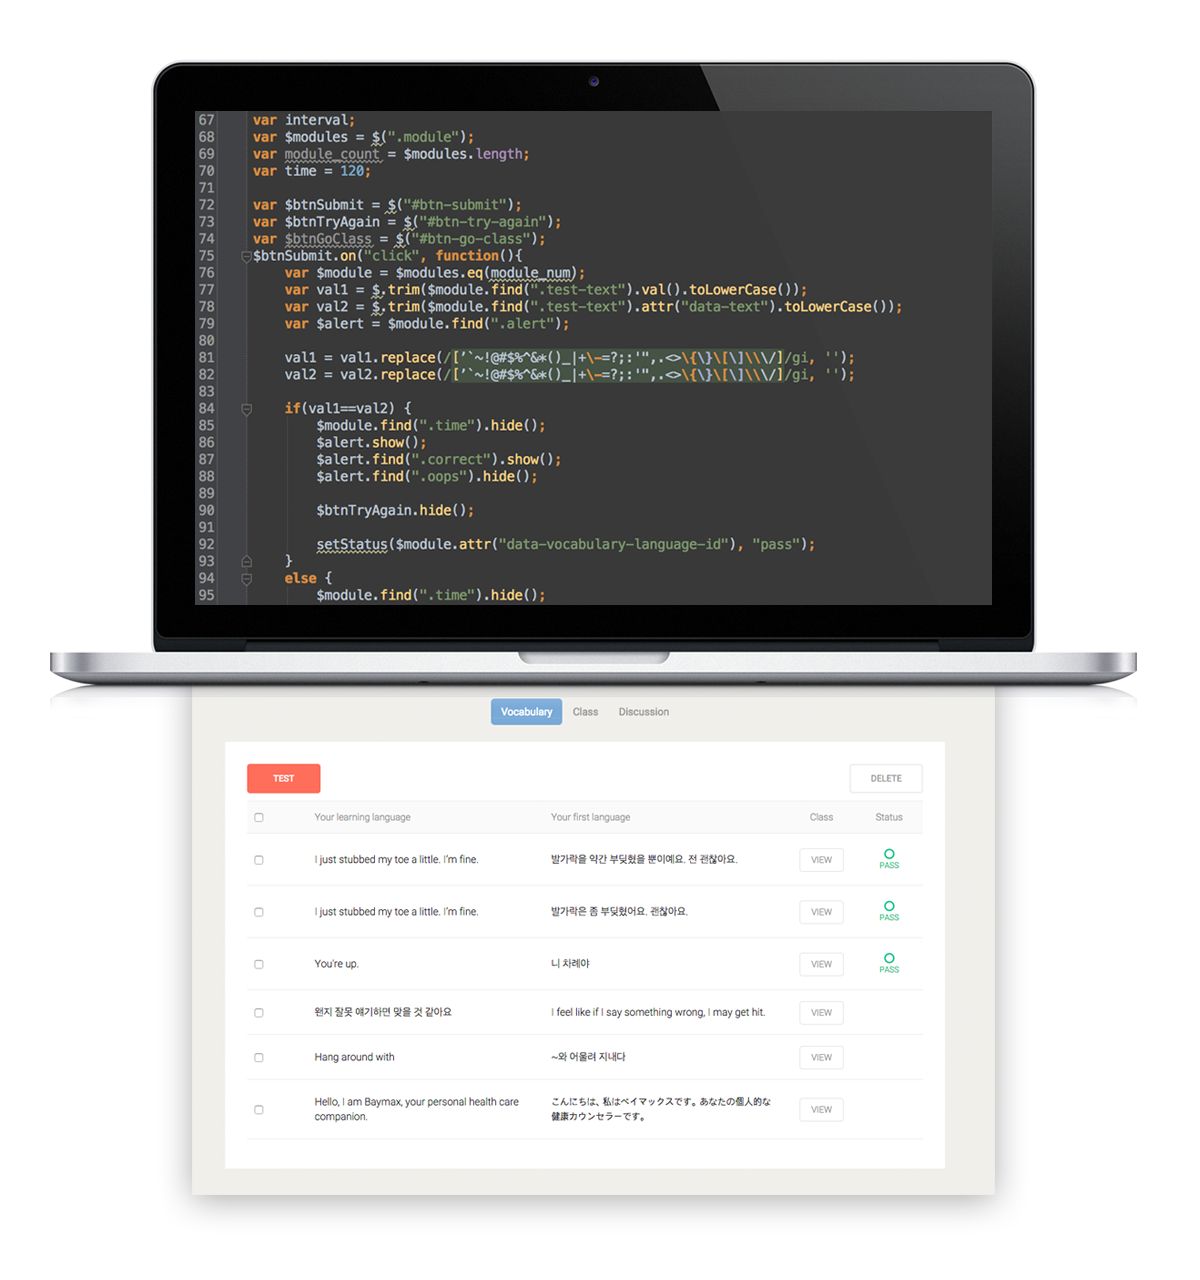 67 var interval;
68 var $modules = $(".module");
69 var module_count = $modules.length;
70 var time = 120;
71
72 var $btnSubmit = $("#btn-submit");
73 var $btnTryAgain = $("#btn-try-again");
74 var $btnGoClass = $("#btn-go-class");
75 $btnSubmit.on("click", function(){
76 var $module = $modules.eq(module_num);
77 var val1 = $.trim($module.find(".test-text").val().toLowerCase());
78 var val2 = $.trim($module.find(".test-text").attr("data-text").toLowerCase());
79 var $alert = $module.find(".alert");
80
81 val1 = val1.replace(/[’`~!@#$%^&*()_|+\-=?;:'",.<>\{\}\[\]\\\/]/gi, '');
82 val2 = val2.replace(/[’`~!@#$%^&*()_|+\-=?;:'",.<>\{\}\[\]\\\/]/gi, '');
83
84 if(val1==val2) {
85 $module.find(".time").hide();
86 $alert.show();
87 $alert.find(".correct").show();
88 $alert.find(".oops").hide();
89
90 $btnTryAgain.hide();
91
92 setStatus($module.attr("data-vocabulary-language-id"), "pass");
93 }
94 else {
95 $module.find(".time").hide();
Vocabulary Class Discussion
TEST DELETE
Your learning language Your first language Class Status
I just stubbed my toe a little. I'm fine. 발가락을 약간 부딪혔을 뿐이예요. 전 괜찮아요. VIEW PASS
I just stubbed my toe a little. I'm fine. 발가락은 좀 부딪혔어요. 괜찮아요. VIEW PASS
You're up. 니 차례야 VIEW PASS
왠지 잘못 얘기하면 맞을 것 같아요 I feel like if I say something wrong, I may get hit. VIEW
Hang around with ~와 어울려 지내다 VIEW
Hello, I am Baymax, your personal health care こんにちは、私はベイマックスです。あなたの個人的な VIEW
companion. 健康カウンセラーです。